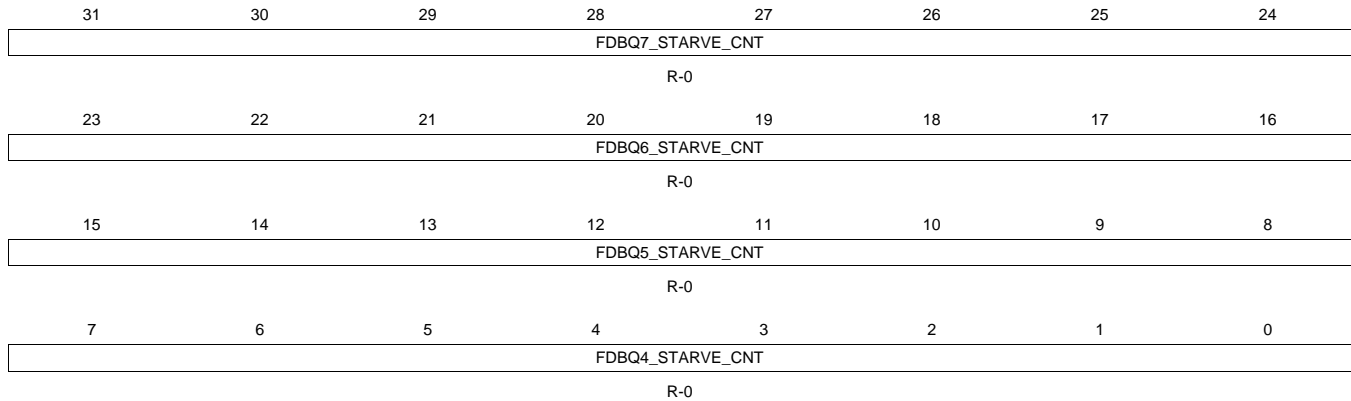 31 30 29 28 27 26 25 24
FDBQ7_STARVE_CNT
R-0
23 22 21 20 19 18 17 16
FDBQ6_STARVE_CNT
R-0
15 14 13 12 11 10 9 8
FDBQ5_STARVE_CNT
R-0
7 6 5 4 3 2 1 0
FDBQ4_STARVE_CNT
R-0